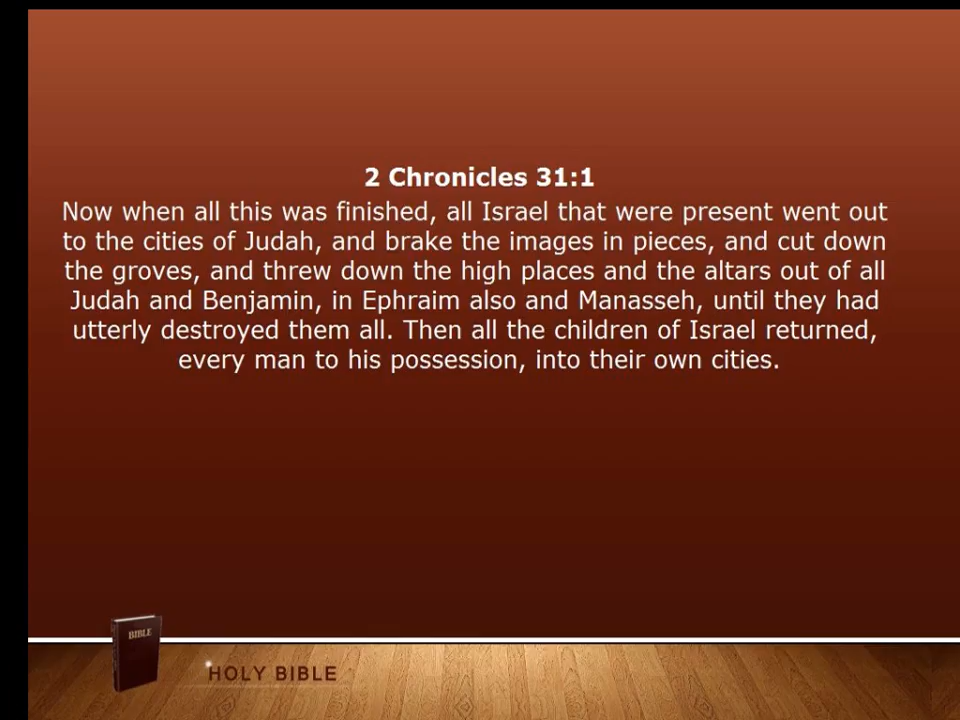 2 Chronicles 31:1
Now when all this was finished, all Israel that were present went out
to the cities of Judah, and brake the images in pieces, and cut down
the groves, and threw down the high places and the altars out of all
Judah and Benjamin, in Ephraim also and Manasseh, until they had
utterly destroyed them all. Then all the children of Israel returned,
every man to his possession, into their own cities.
BIBLE
HOLY BIBLE